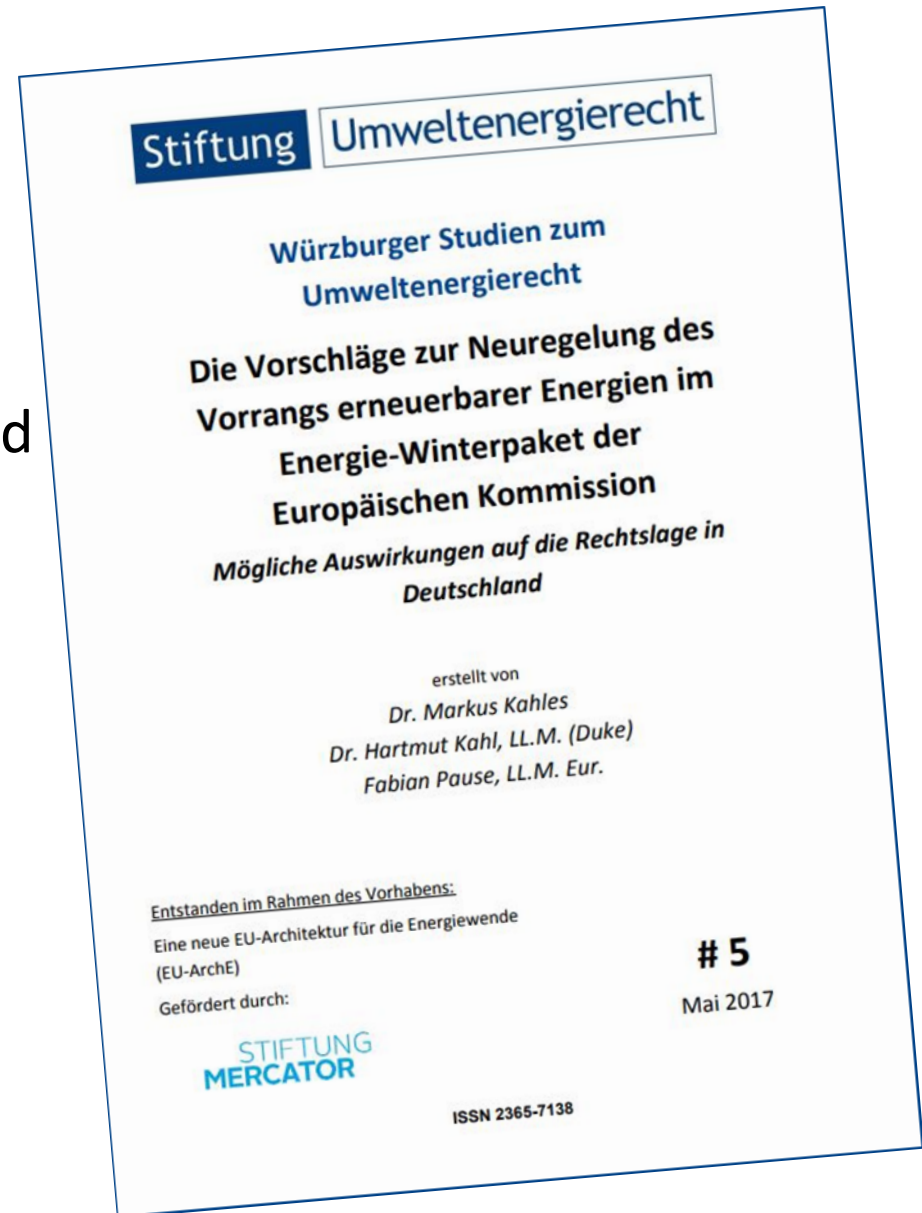 Stiftung Umweltenergierecht
Würzburger Studien zum
Umweltenergierecht
Die Vorschläge zur Neuregelung des
Vorrangs erneuerbarer Energien im
d
Energie-Winterpaket der
Europäischen Kommission
Mögliche Auswirkungen auf die Rechtslage in
Deutschland
erstellt von
Dr. Markus Kahles
Dr. Hartmut Kahl, LL.M. (Duke)
Fabian Pause, LL.M. Eur.
Entstanden im Rahmen des Vorhabens:
Eine neue EU-Architektur für die Energiewende
(EU-ArchE)
Gefördert durch:
# 5
Mai 2017
STIFTUNG
MERCATOR
ISSN 2365-7138